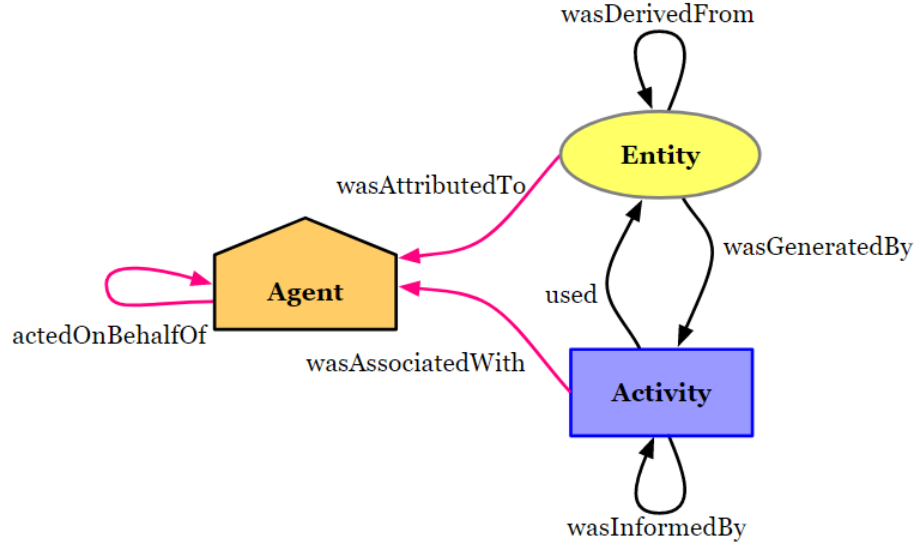 wasDerivedFrom
Entity
wasAttributedTo
wasGeneratedBy
Agent
used
actedOnBehalfOf
wasAssociatedWith
Activity
wasInformedBy